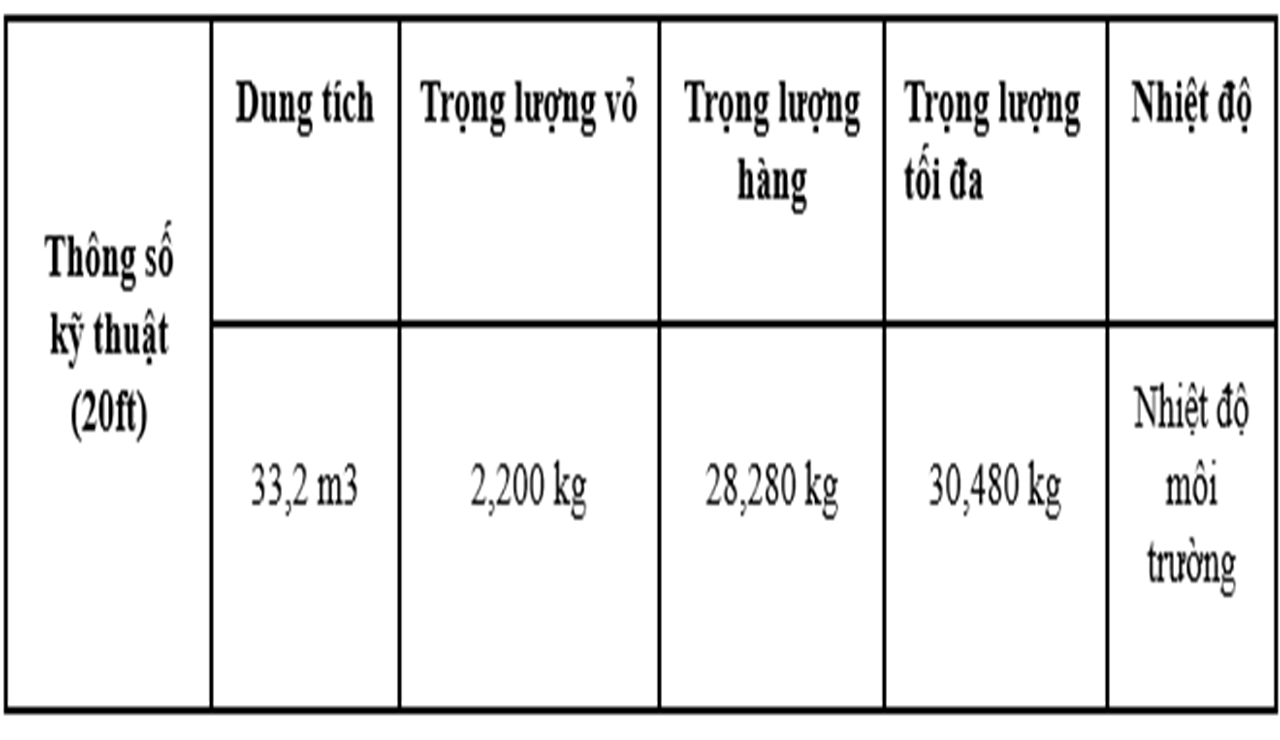 Thông số
kỹ thuật
(20ft)
Dung tích
Trọng lượng vỏ
Trọng lượng
hàng
Trọng lượng
tối đa
Nhiệt độ
33,2 m3
2,200 kg
28,280 kg
30,480 kg
Nhiệt độ
môi
trường